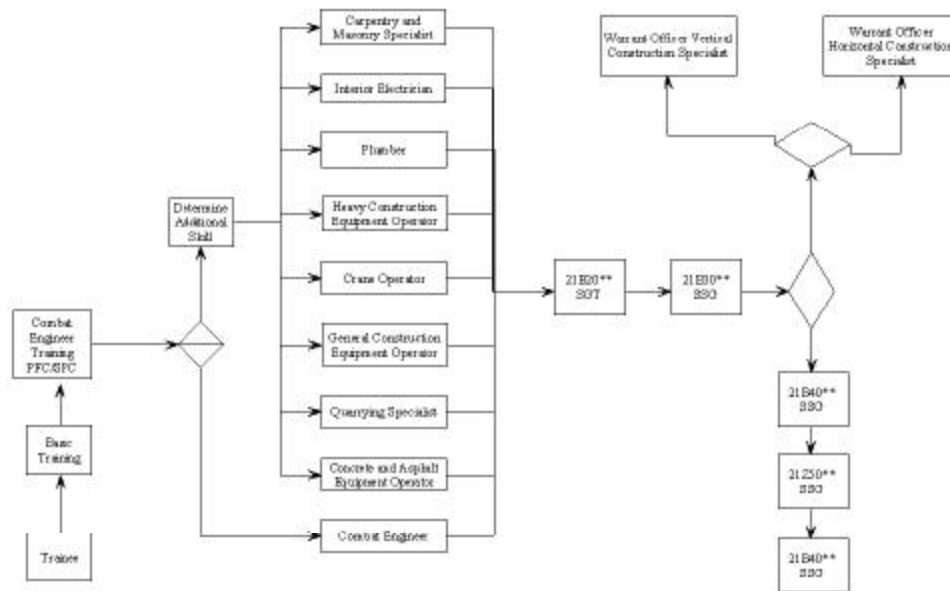 Carpentry and
Masonry Specialist
Warrant Officer Vertical
Construction Specialist
Warrant Officer
Horizontal Construction
Specialist
Interior Electrician
Plumber
Determine
Additional
Skill
Heavy Construction
Equipment Operator
Crane Operator
21B20**
SGT
21B30**
SSG
Combat
Engineer
Training
PFC/SPC
General Construction
Equipment Operator
21B40**
SSG
Quarrying Specialist
Basic
Training
Concrete and Asphalt
Equipment Operator
21Z50**
SSG
Combat Engineer
Trainee
21B40**
SSG